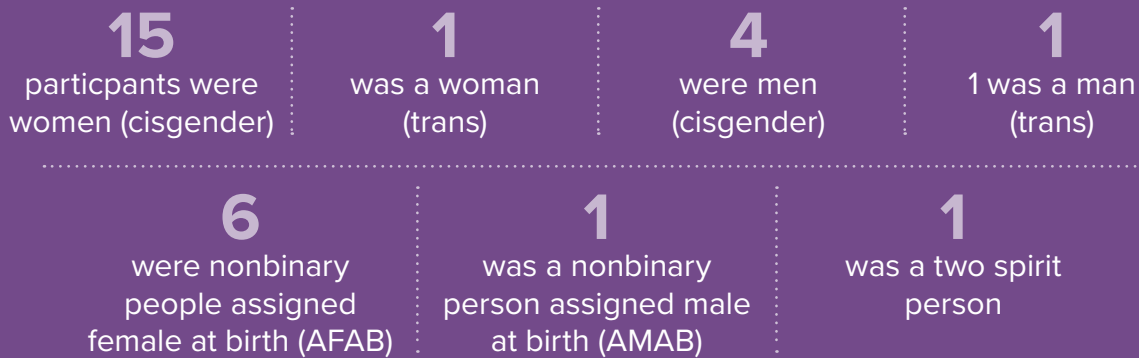 15
particpants were
women (cisgender)
1
was a woman
(trans)
4
were men
(cisgender)
1
1 was a man
(trans)
6
were nonbinary
people assigned
female at birth (AFAB)
1
was a nonbinary
person assigned male
at birth (AMAB)
1
was a two spirit
person